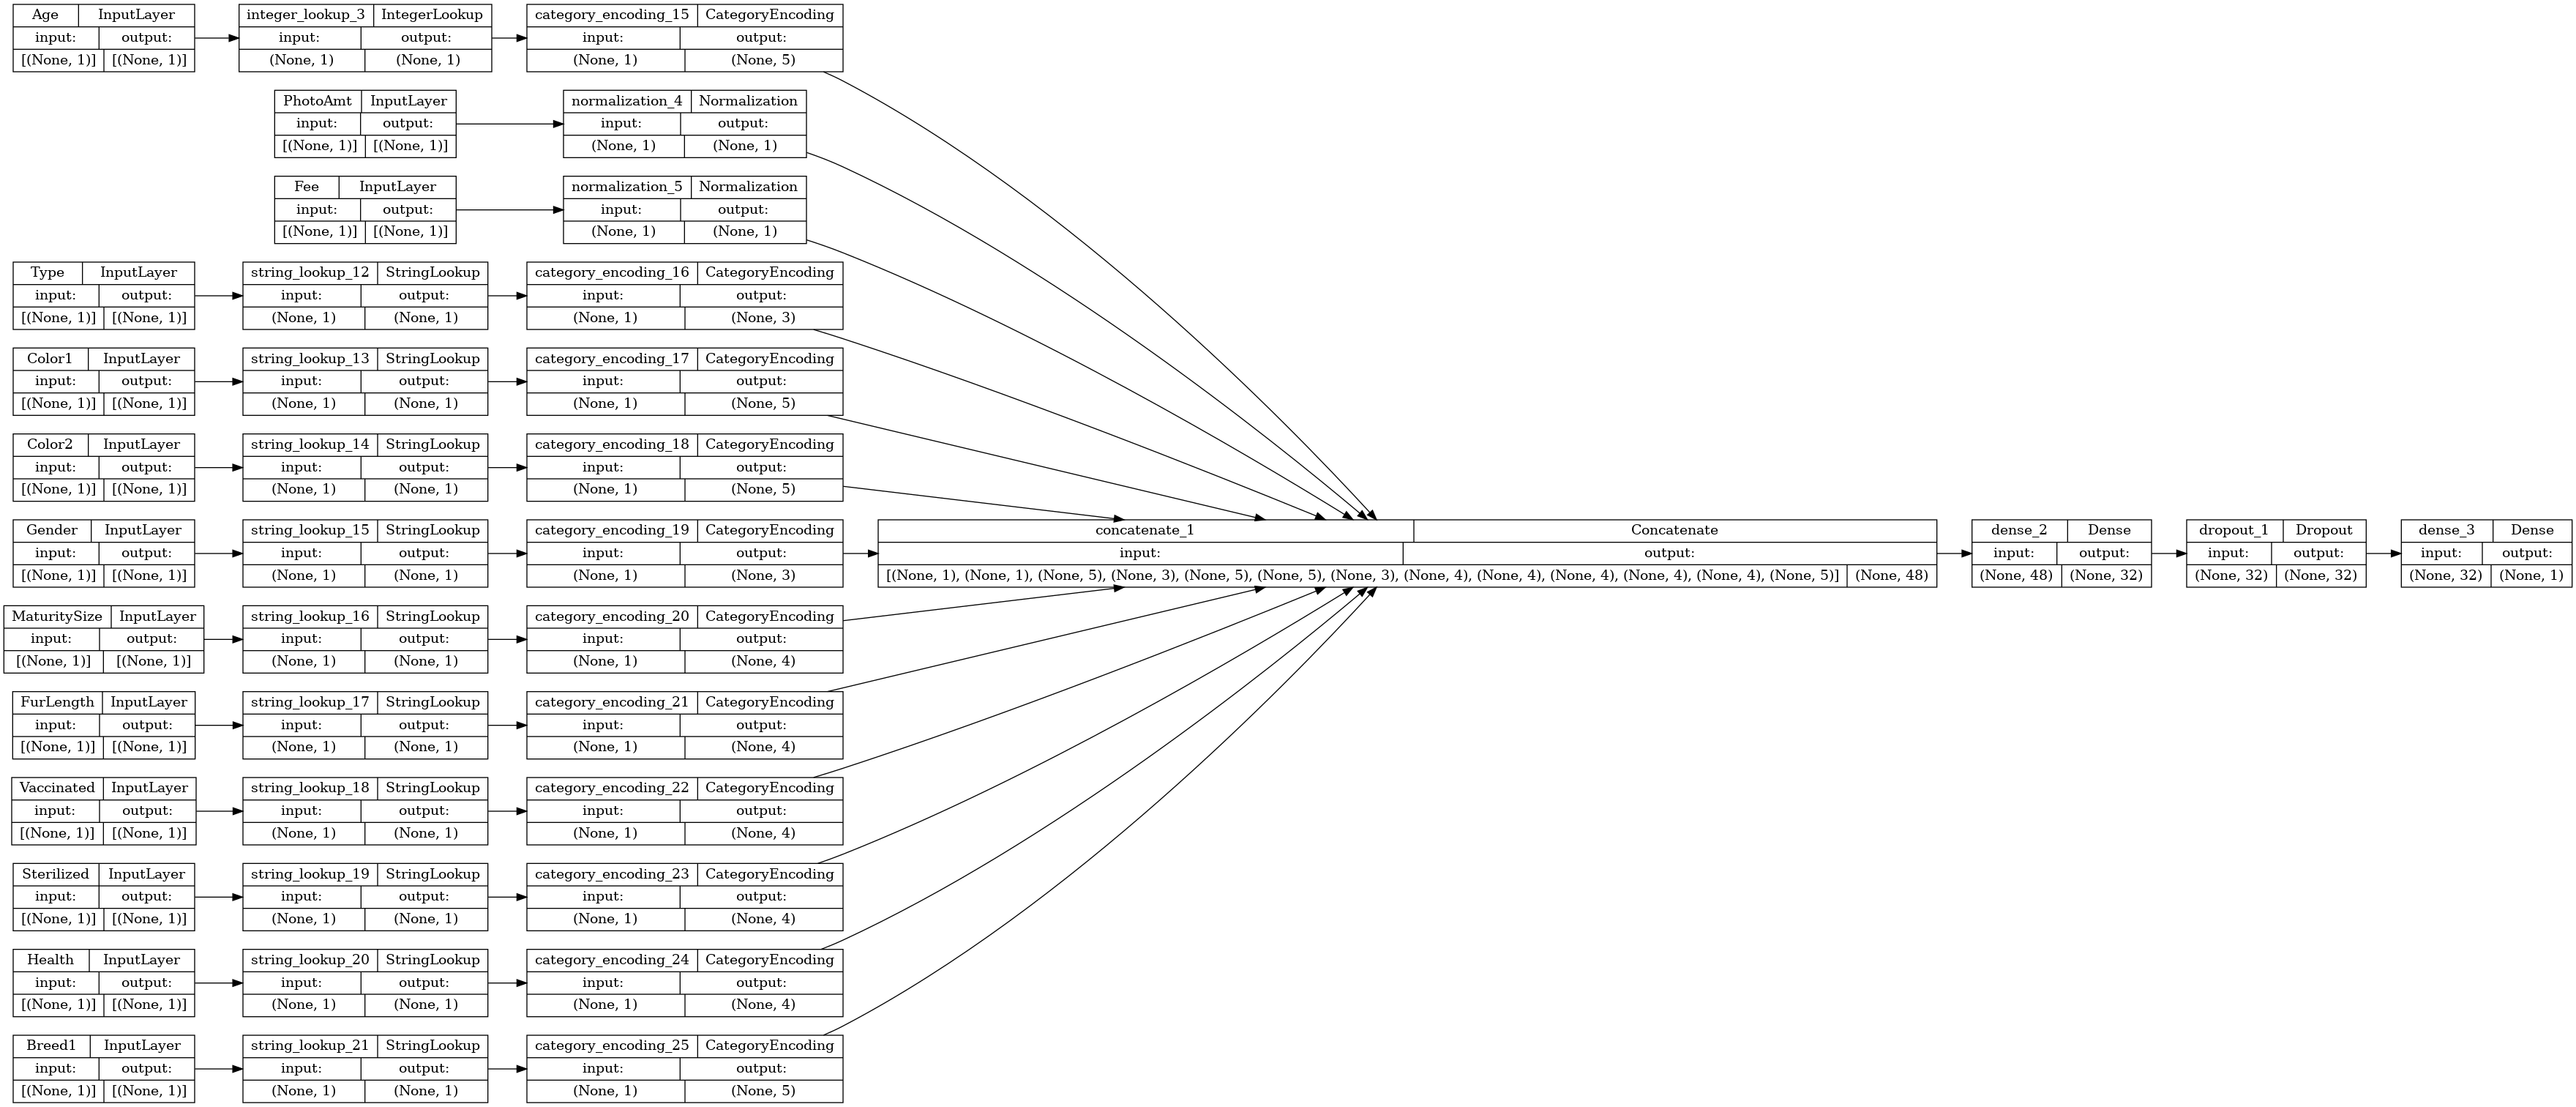 Age InputLayer
input: output:
[(None, 1)] [(None, 1)]
integer_lookup_3 IntegerLookup
input: output:
(None, 1) (None, 1)
category_encoding_15 CategoryEncoding
input: output:
(None, 1) (None, 5)
PhotoAmt InputLayer
input: output:
[(None, 1)] [(None, 1)]
normalization_4 Normalization
input: output:
(None, 1) (None, 1)
Fee InputLayer
input: output:
[(None, 1)] [(None, 1)]
normalization_5 Normalization
input: output:
(None, 1) (None, 1)
Type InputLayer
input: output:
[(None, 1)] [(None, 1)]
string_lookup_12 StringLookup
input: output:
(None, 1) (None, 1)
category_encoding_16 CategoryEncoding
input: output:
(None, 1) (None, 3)
Color1 InputLayer
input: output:
[(None, 1)] [(None, 1)]
string_lookup_13 StringLookup
input: output:
(None, 1) (None, 1)
category_encoding_17 CategoryEncoding
input: output:
(None, 1) (None, 5)
Color2 InputLayer
input: output:
[(None, 1)] [(None, 1)]
string_lookup_14 StringLookup
input: output:
(None, 1) (None, 1)
category_encoding_18 CategoryEncoding
input: output:
(None, 1) (None, 5)
Gender InputLayer
input: output:
[(None, 1)] [(None, 1)]
string_lookup_15 StringLookup
input: output:
(None, 1) (None, 1)
category_encoding_19 CategoryEncoding
input: output:
(None, 1) (None, 3)
MaturitySize InputLayer
input: output:
[(None, 1)] [(None, 1)]
string_lookup_16 StringLookup
input: output:
(None, 1) (None, 1)
category_encoding_20 CategoryEncoding
input: output:
(None, 1) (None, 4)
FurLength InputLayer
input: output:
[(None, 1)] [(None, 1)]
string_lookup_17 StringLookup
input: output:
(None, 1) (None, 1)
category_encoding_21 CategoryEncoding
input: output:
(None, 1) (None, 4)
Vaccinated InputLayer
input: output:
[(None, 1)] [(None, 1)]
string_lookup_18 StringLookup
input: output:
(None, 1) (None, 1)
category_encoding_22 CategoryEncoding
input: output:
(None, 1) (None, 4)
Sterilized InputLayer
input: output:
[(None, 1)] [(None, 1)]
string_lookup_19 StringLookup
input: output:
(None, 1) (None, 1)
category_encoding_23 CategoryEncoding
input: output:
(None, 1) (None, 4)
Health InputLayer
input: output:
[(None, 1)] [(None, 1)]
string_lookup_20 StringLookup
input: output:
(None, 1) (None, 1)
category_encoding_24 CategoryEncoding
input: output:
(None, 1) (None, 4)
Breed1 InputLayer
input: output:
[(None, 1)] [(None, 1)]
string_lookup_21 StringLookup
input: output:
(None, 1) (None, 1)
category_encoding_25 CategoryEncoding
input: output:
(None, 1) (None, 5)
concatenate_1 Concatenate
input: output:
[(None, 1), (None, 1), (None, 5), (None, 3), (None, 5), (None, 5), (None, 3), (None, 4), (None, 4), (None, 4), (None, 4), (None, 4), (None, 5)] (None, 48)
dense_2 Dense
input: output:
(None, 48) (None, 32)
dropout_1 Dropout
input: output:
(None, 32) (None, 32)
dense_3 Dense
input: output:
(None, 32) (None, 1)